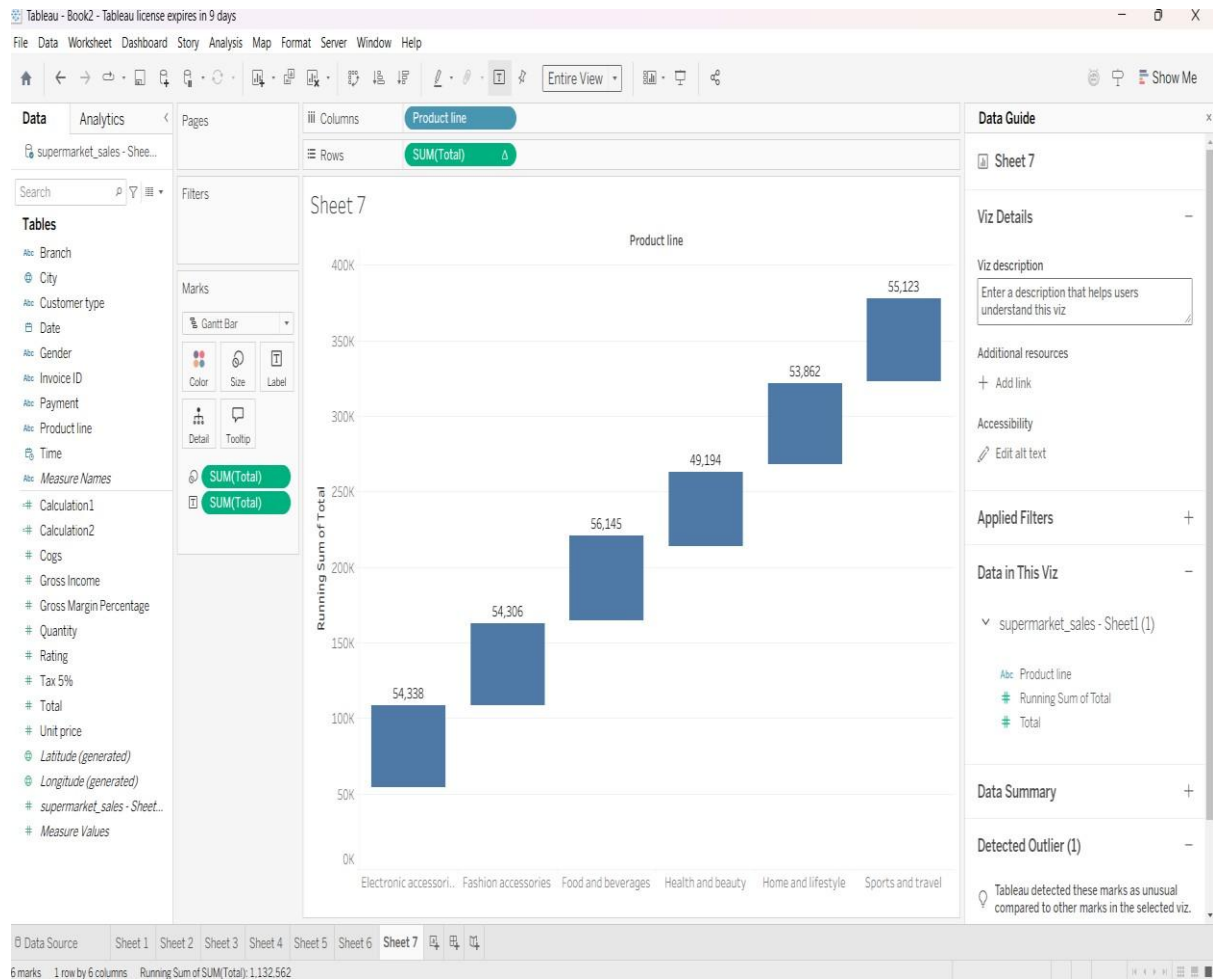 Tableau - Book2 - Tableau license expires in 9 days
File Data Worksheet Dashboard Story Analysis Map Format Server Window Help
Entire View
Show Me
Data Analytics
supermarket_sales - Shee...
Search
Tables
Abc Branch
City
Abc Customer type
Date
Abc Gender
Abc Invoice ID
Abc Payment
Abc Product line
Time
Abc Measure Names
=# Calculation1
=# Calculation2
# Cogs
# Gross Income
# Gross Margin Percentage
# Quantity
# Rating
# Tax 5%
# Total
# Unit price
Latitude (generated)
Longitude (generated)
# supermarket_sales - Sheet...
# Measure Values
Pages
Filters
Marks
Gantt Bar
Color Size Label
Detail Tooltip
SUM(Total)
SUM(Total)
Columns Product line
Rows SUM(Total) Δ
Sheet 7
Product line
Running Sum of Total
400K
350K
300K
250K
200K
150K
100K
50K
0K
54,338
54,306
56,145
49,194
53,862
55,123
Electronic accessori.. Fashion accessories Food and beverages Health and beauty Home and lifestyle Sports and travel
Data Guide
Sheet 7
Viz Details
Viz description
Enter a description that helps users
understand this viz
Additional resources
+ Add link
Accessibility
Edit alt text
Applied Filters
Data in This Viz
supermarket_sales - Sheet1 (1)
Abc Product line
# Running Sum of Total
# Total
Data Summary
Detected Outlier (1)
Tableau detected these marks as unusual
compared to other marks in the selected viz.
Data Source Sheet 1 Sheet 2 Sheet 3 Sheet 4 Sheet 5 Sheet 6 Sheet 7
6 marks 1 row by 6 columns Running Sum of SUM(Total): 1,132,562